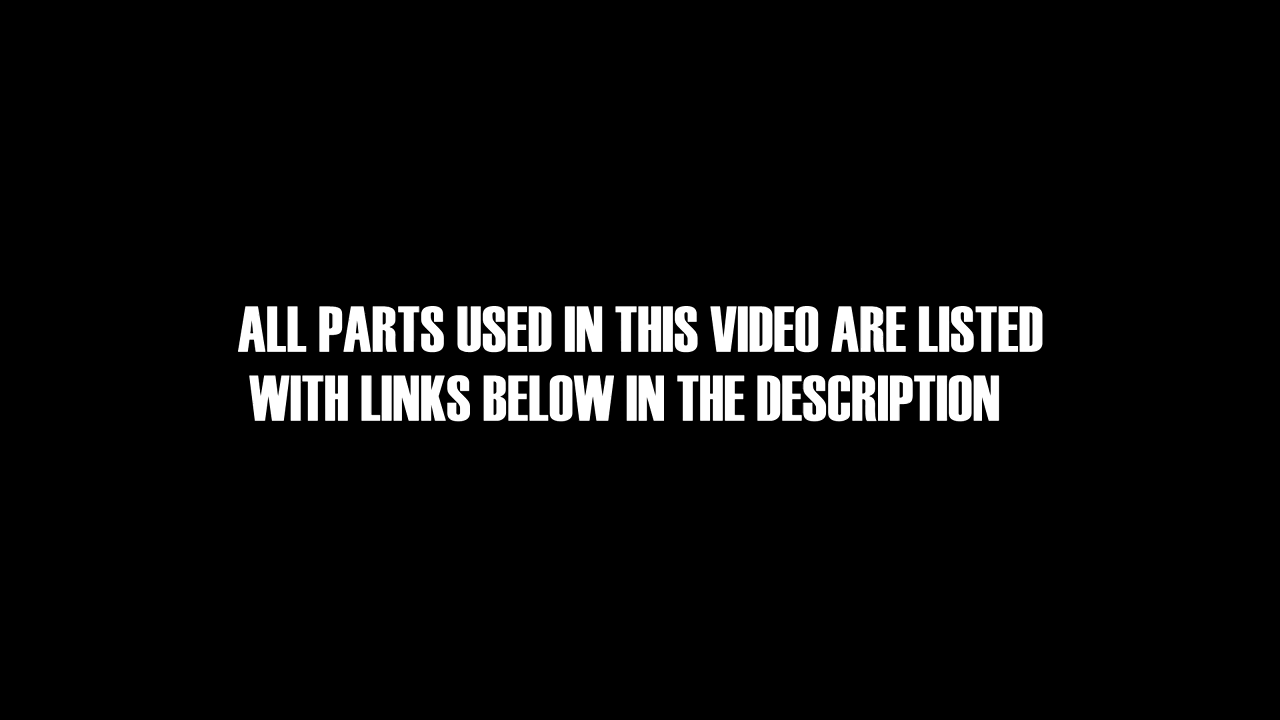 ALL PARTS USED IN THIS VIDEO ARE LISTED
WITH LINKS BELOW IN THE DESCRIPTION